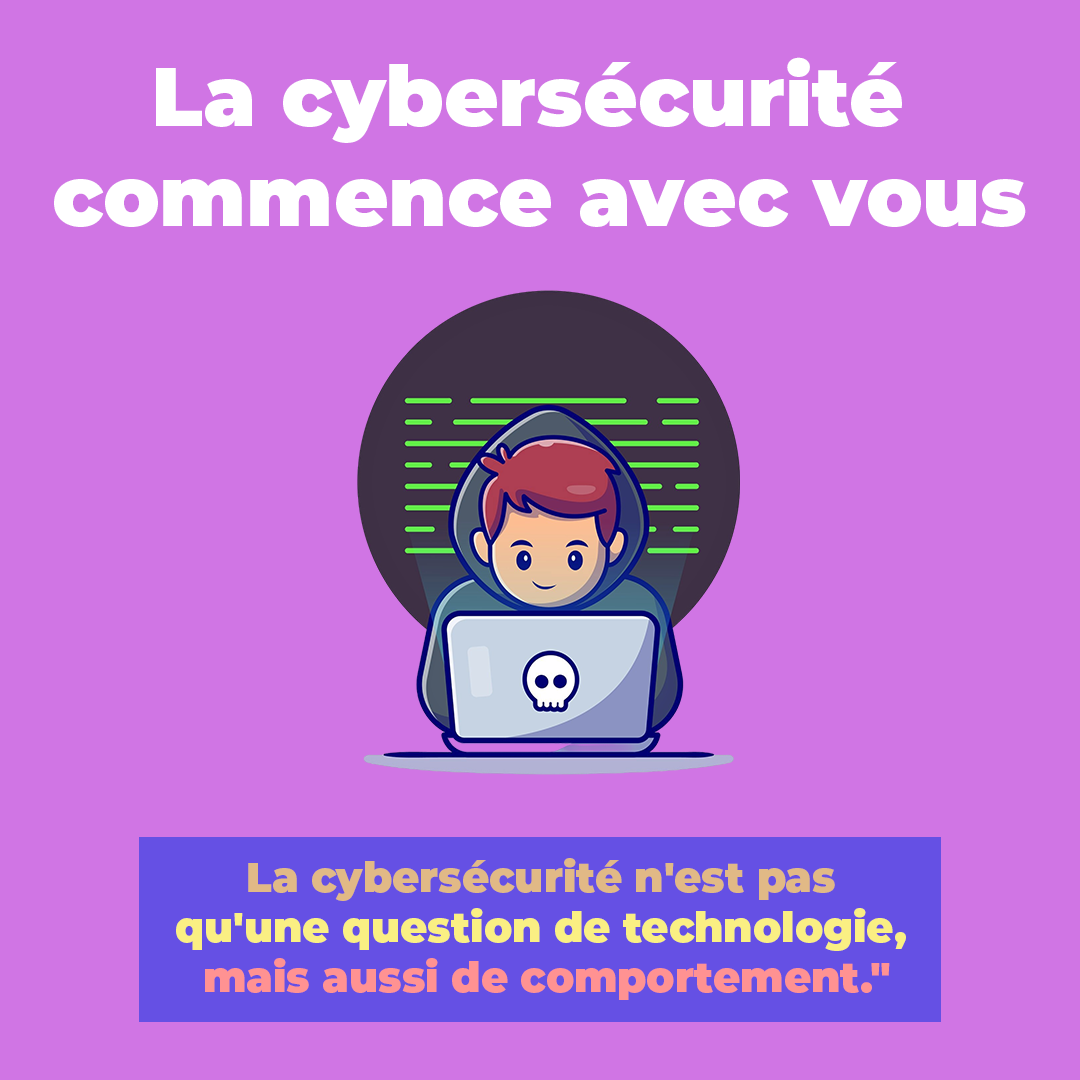 La cybersécurité
commence avec vous
La cybersécurité n'est pas
qu'une question de technologie,
mais aussi de comportement."